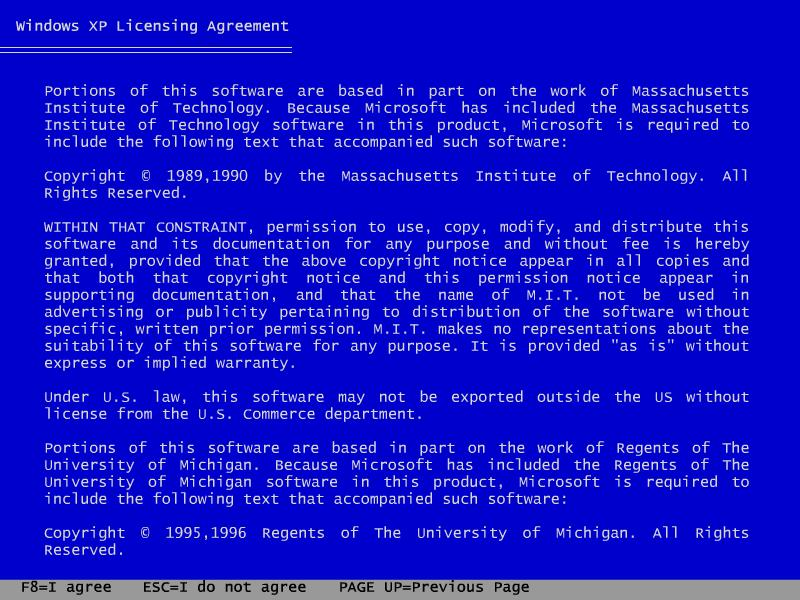 Windows XP Licensing Agreement
Portions of this software are based in part on the work of Massachusetts
Institute of Technology. Because Microsoft has included the Massachusetts
Institute of Technology software in this product, Microsoft is required to
include the following text that accompanied such software:
Copyright © 1989,1990 by the Massachusetts Institute of Technology. All
Rights Reserved.
WITHIN THAT CONSTRAINT, permission to use, copy, modify, and distribute this
software and its documentation for any purpose and without fee is hereby
granted, provided that the above copyright notice appear in all copies and
that both that copyright notice and this permission notice appear in
supporting documentation, and that the name of M.I.T. not be used in
advertising or publicity pertaining to distribution of the software without
specific, written prior permission. M.I.T. makes no representations about the
suitability of this software for any purpose. It is provided "as is" without
express or implied warranty.
Under U.S. law, this software may not be exported outside the US without
license from the U.S. Commerce department.
Portions of this software are based in part on the work of Regents of The
University of Michigan. Because Microsoft has included the Regents of The
University of Michigan software in this product, Microsoft is required to
include the following text that accompanied such software:
Copyright © 1995,1996 Regents of The University of Michigan. All Rights
Reserved.
F8=I agree ESC=I do not agree PAGE UP=Previous Page